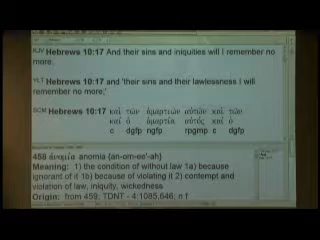 KJV Hebrews 10:17 And their sins and iniquities will I remember no
more.
YLT Hebrews 10:17 and 'their sins and their lawlessness I will
remember no more;'
Hebrews 10:17 καὶ τῶν ἁμαρτιῶν αὐτῶν καὶ τῶν
καί ὁ ἁμαρτία αὐτός καί ὁ
c dgfp ngfp rpgmp c dgfp
458 ἀνομία anomia {an-om-ee'-ah}
Meaning: 1) the condition of without law 1a) because
ignorant of it 1b) because of violating it 2) contempt and
violation of law, iniquity, wickedness
Origin: from 459; TDNT - 4:1085,646; n f